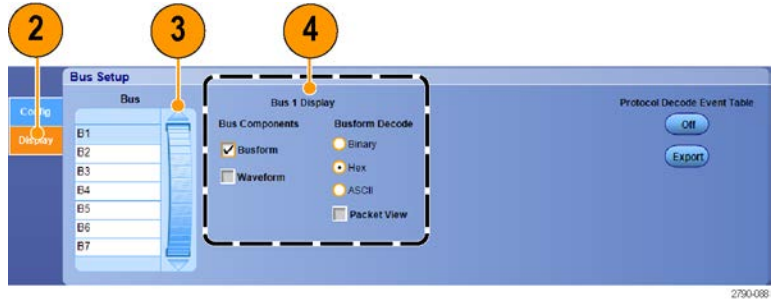 2
3
4
Bus Setup
Config
Display
Bus
B1
B2
B3
B4
B5
B6
B7
Bus 1 Display
Bus Components
Busform
Waveform
Busform Decode
Binary
Hex
ASCII
Packet View
Protocol Decode Event Table
Off
Export
2790-088